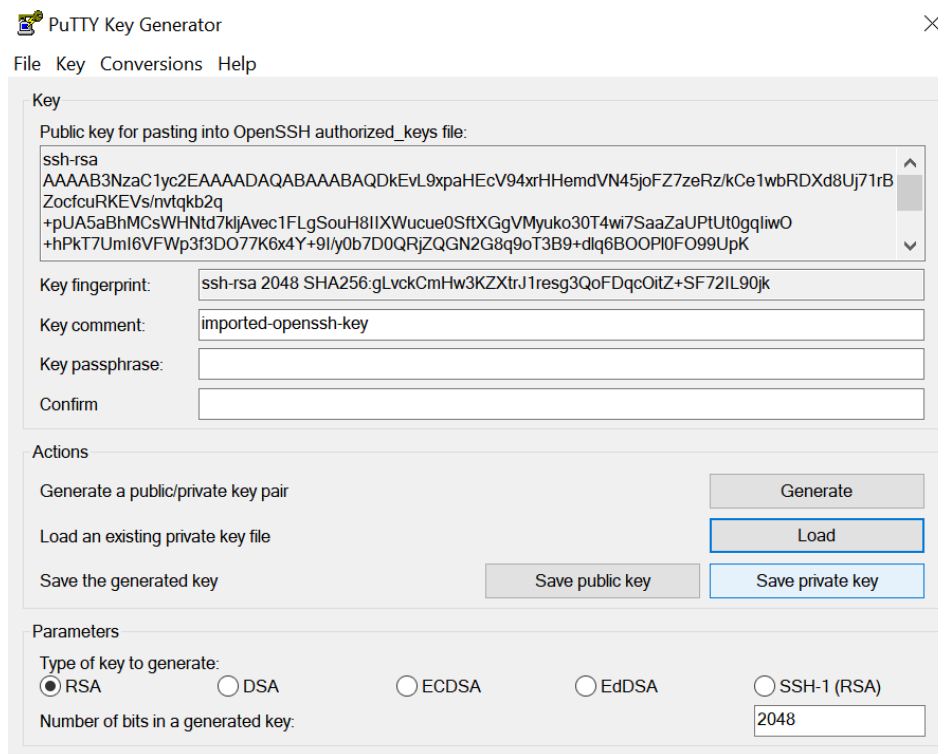 PuTTY Key Generator
File Key Conversions Help
Key
Public key for pasting into OpenSSH authorized_keys file:
ssh-rsa
AAAAB3NzaC1yc2EAAAADAQABAAABAQDkEvL9xpaHEcV94xrHHemdVN45joFZ7zeRz/kCe1wbRDXd8Uj71rB
ZocfcuRKEVs/nvtqkb2q
+pUA5aBhMCsWHNtd7kljAvec1FLgSouH8IIXWucue0SftXGgVMyuko30T4wi7SaaZaUPtUt0gqIiwO
+hPkT7UmI6VFWp3f3DO77K6x4Y+9I/y0b7D0QRjZQGN2G8q9oT3B9+dlq6BOOPl0FO99UpK
Key fingerprint:
ssh-rsa 2048 SHA256:gLvckCmHw3KZXtrJ1resg3QoFDqcOitZ+SF72IL90jk
Key comment:
imported-openssh-key
Key passphrase:
Confirm
Actions
Generate a public/private key pair
Generate
Load an existing private key file
Load
Save the generated key
Save public key
Save private key
Parameters
Type of key to generate:
RSA DSA ECDSA EdDSA SSH-1 (RSA)
Number of bits in a generated key:
2048